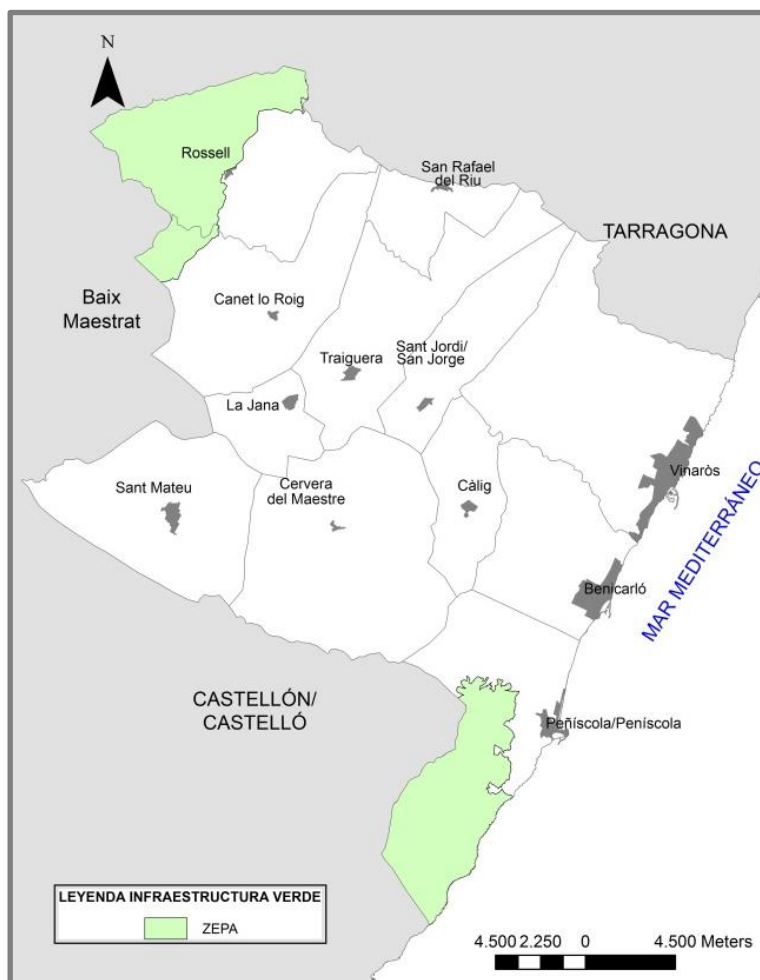 N
Rossell
San Rafael
del Riu
TARRAGONA
Baix
Maestrat
Canet lo Roig
Traiguera
Sant Jordi/
San Jorge
La Jana
Sant Mateu
Cervera
del Maestre
Càlig
Vinaròs
Benicarló
MAR MEDITERRÁNEO
CASTELLÓN/
CASTELLÓ
Peñíscola/Peníscola
LEYENDA INFRAESTRUCTURA VERDE
ZEPA
4.500 2.250 0 4.500 Meters